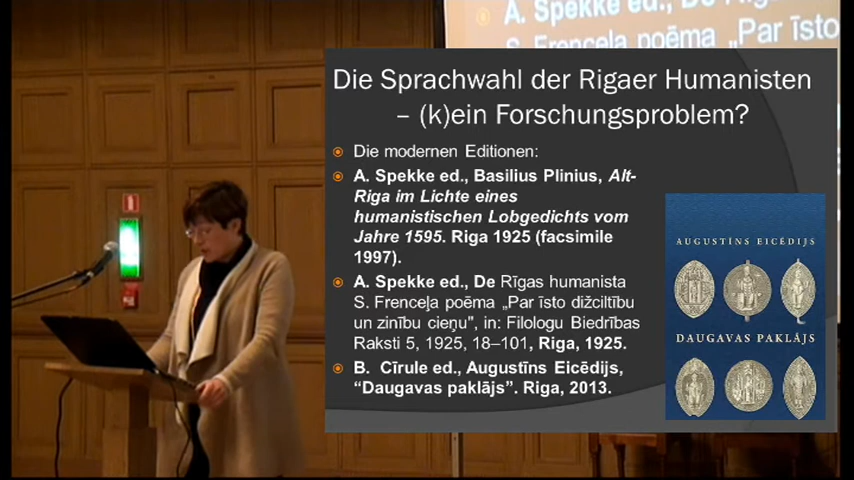 A. Spekke ed., De
S. Frenceļa poēma „Par īsto
Die Sprachwahl der Rigaer Humanisten
– (k)ein Forschungsproblem?
Die modernen Editionen:
A. Spekke ed., Basilius Plinius, Alt-
Riga im Lichte eines
humanistischen Lobgedichts vom
Jahre 1595. Riga 1925 (facsimile
1997).
A. Spekke ed., De Rīgas humanista
S. Frenceļa poēma „Par īsto dižciltību
un zinību cieņu", in: Filologu Biedrības
Raksti 5, 1925, 18–101, Riga, 1925.
B. Cīrule ed., Augustīns Eicēdijs,
“Daugavas paklājs”. Riga, 2013.
AUGUSTĪNS EICĒDIJS
DAUGAVAS PAKLĀJS